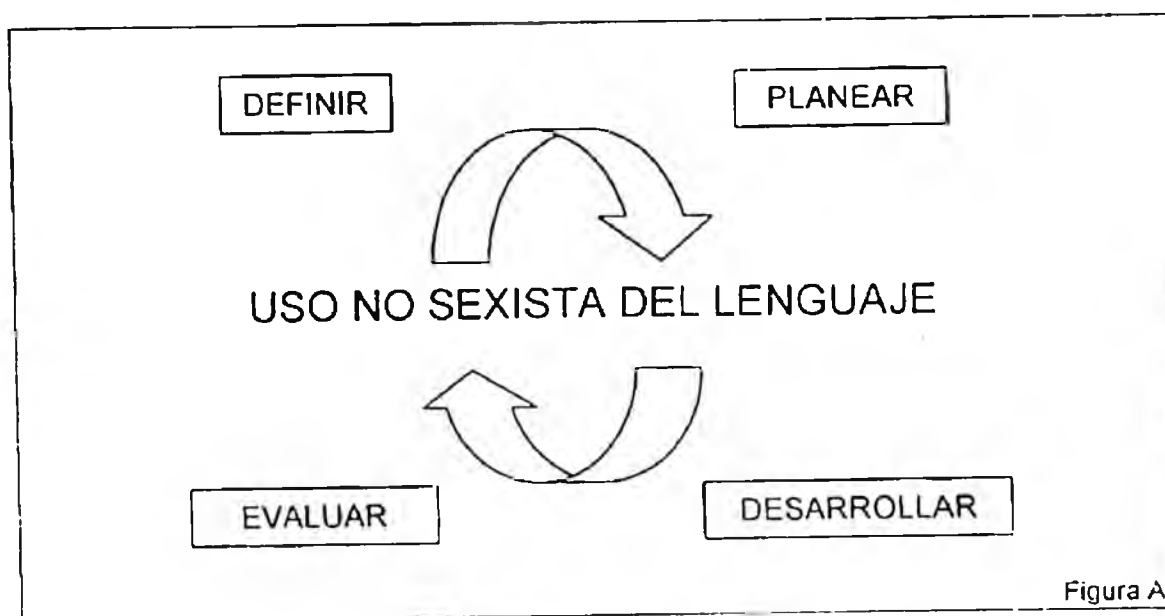 DEFINIR
PLANEAR
USO NO SEXISTA DEL LENGUAJE
EVALUAR
DESARROLLAR
Figura A